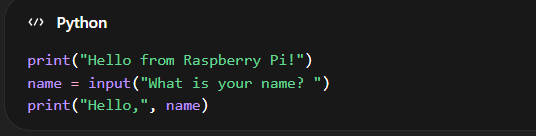 </> Python
print("Hello from Raspberry Pi!")
name = input("What is your name? ")
print("Hello,", name)